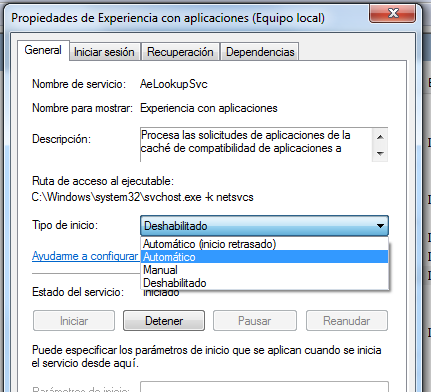 Propiedades de Experiencia con aplicaciones (Equipo local)
General
Iniciar sesión
Recuperación
Dependencias
Nombre de servicio:
AeLookupSvc
Nombre para mostrar:
Experiencia con aplicaciones
Descripción:
Procesa las solicitudes de aplicaciones de la
caché de compatibilidad de aplicaciones a
Ruta de acceso al ejecutable:
C:\Windows\system32\svchost.exe -k netsvcs
Tipo de inicio:
Deshabilitado
Automático (inicio retrasado)
Ayudarme a configurar
Automático
Manual
Deshabilitado
Estado del servicio:
Iniciado
Iniciar
Detener
Pausar
Reanudar
Puede especificar los parámetros de inicio que se aplican cuando se inicia
el servicio desde aquí.
Parámetros de inicio: